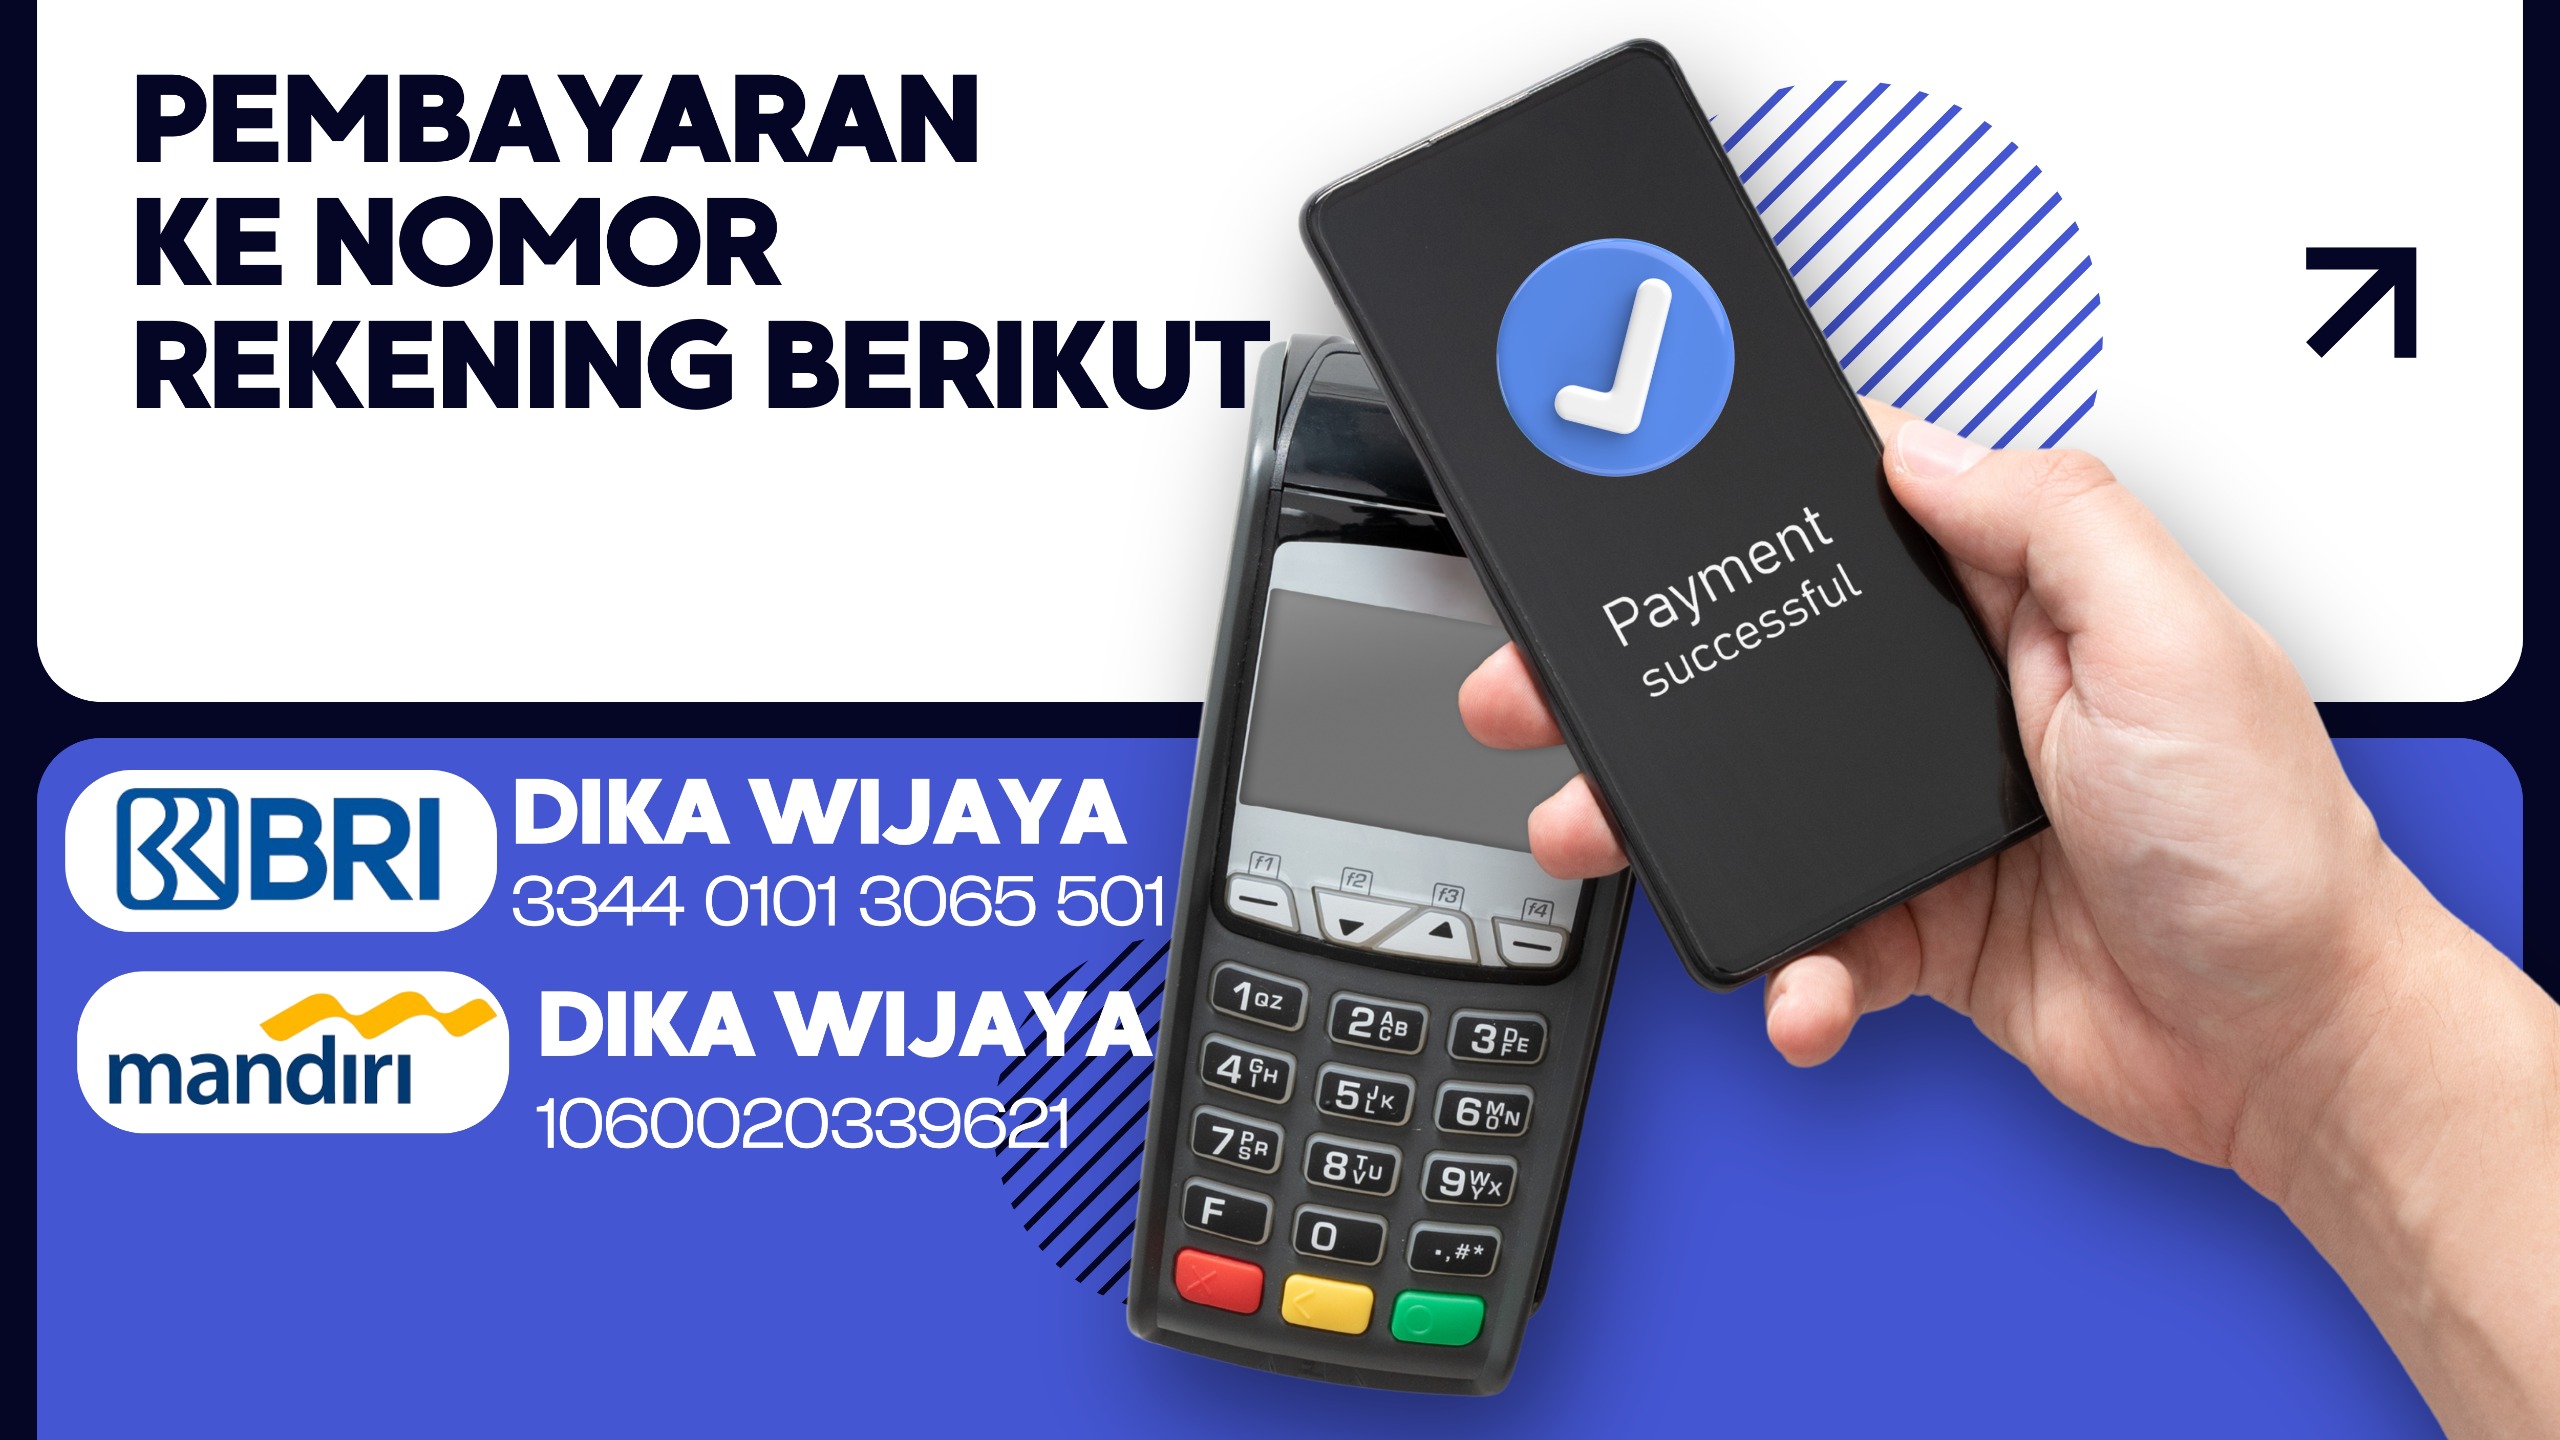 PEMBAYARAN
KE NOMOR
REKENING BERIKUT
Payment
successful
BRI
DIKA WIJAYA
3344 0101 3065 501
mandiri
DIKA WIJAYA
1060020339621
f1 f2 f3 f4
1QZ 2ABC 3DEF
4GHI 5JKL 6MNO
7PRS 8TUV 9WXY
F 0 .,#*